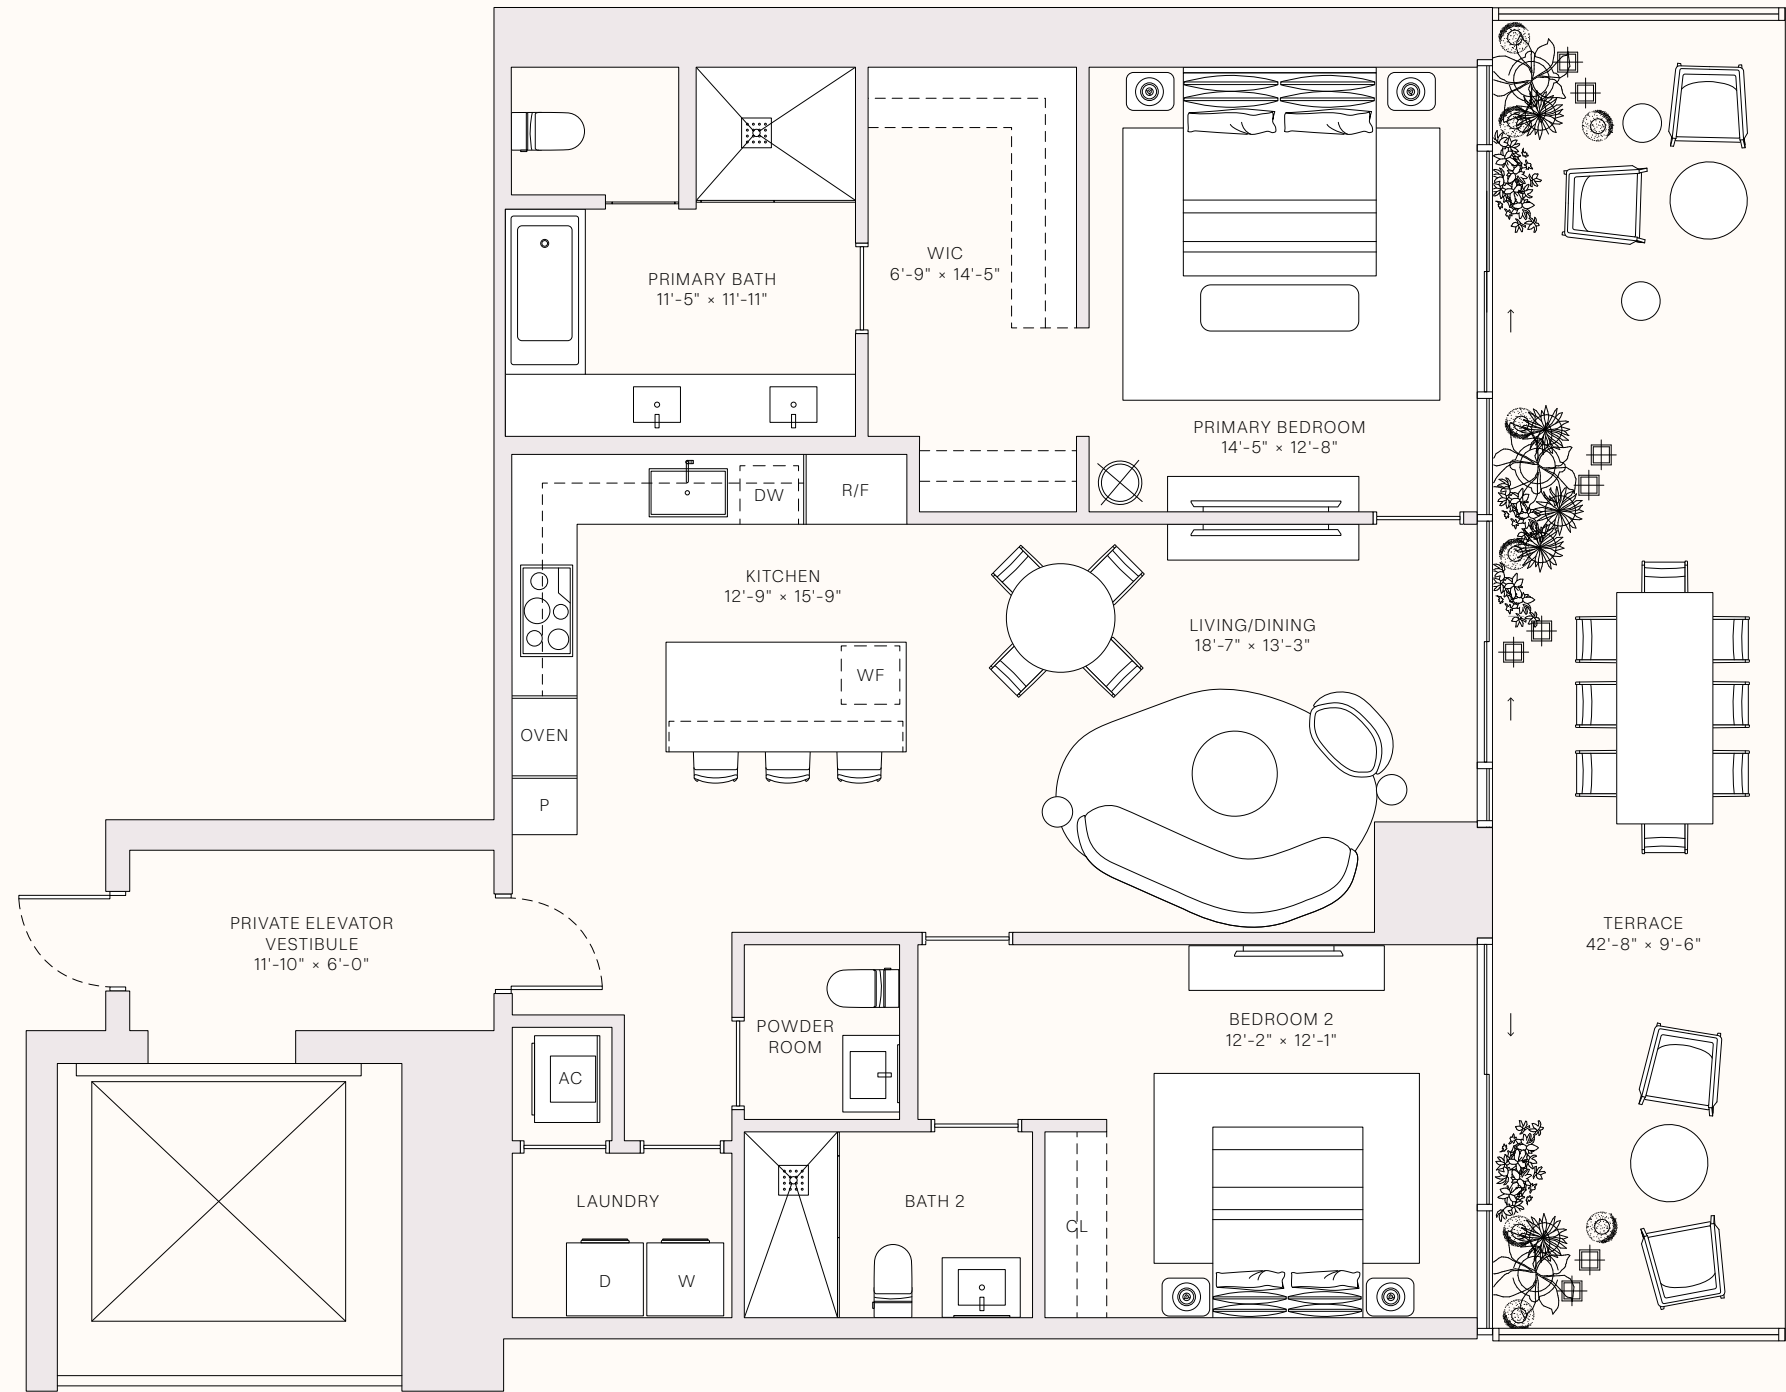 PRIMARY BATH
11'-5" × 11'-11"
WIC
6'-9" × 14'-5"
PRIMARY BEDROOM
14'-5" × 12'-8"
DW
R/F
KITCHEN
12'-9" × 15'-9"
LIVING/DINING
18'-7" × 13'-3"
WF
OVEN
P
PRIVATE ELEVATOR
VESTIBULE
11'-10" × 6'-0"
TERRACE
42'-8" × 9'-6"
POWDER
ROOM
BEDROOM 2
12'-2" × 12'-1"
AC
LAUNDRY
BATH 2
CL
D
W